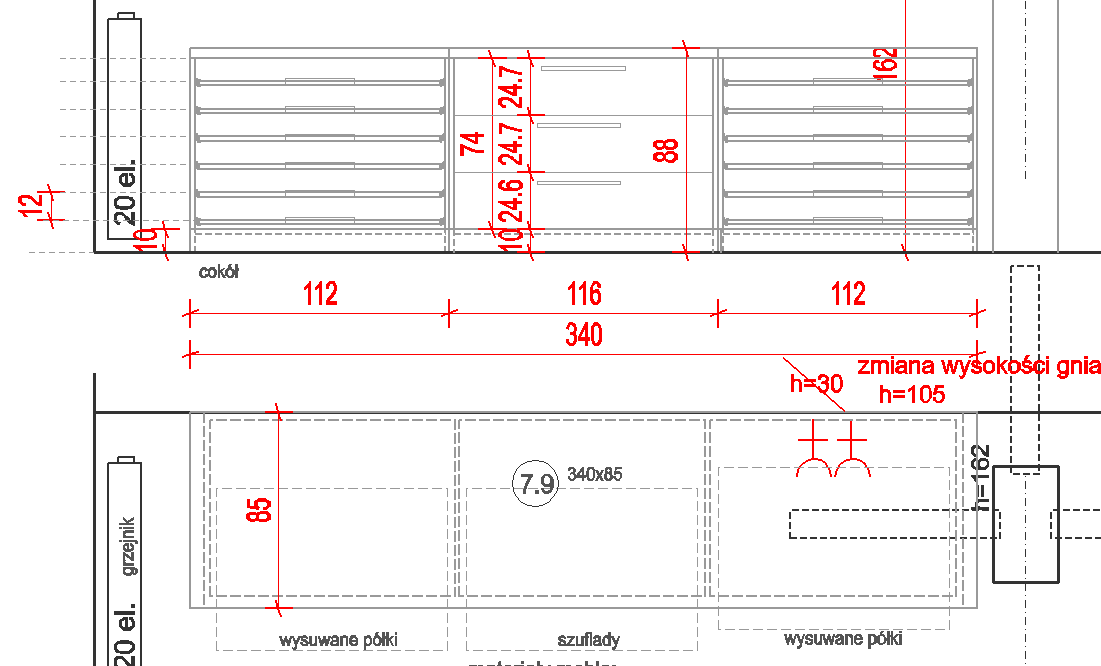 162
24.7
74
24.7
88
20 el.
24.6
12
10
10
cokół
112
116
112
340
zmiana wysokości gnia
h=30
h=105
7.9
340x85
h=162
85
grzejnik
20 el.
wysuwane półki
szuflady
wysuwane półki